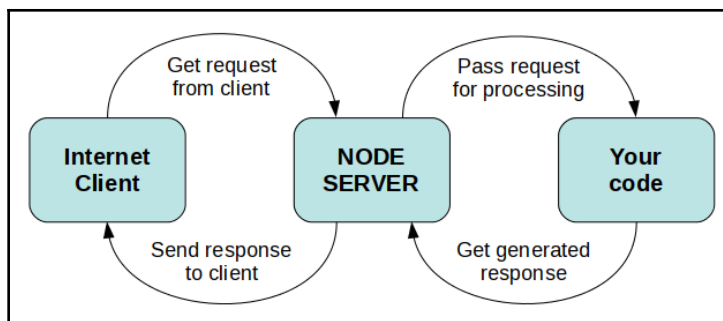 Get request
from client
Pass request
for processing
Internet
Client
NODE
SERVER
Your
code
Send response
to client
Get generated
response